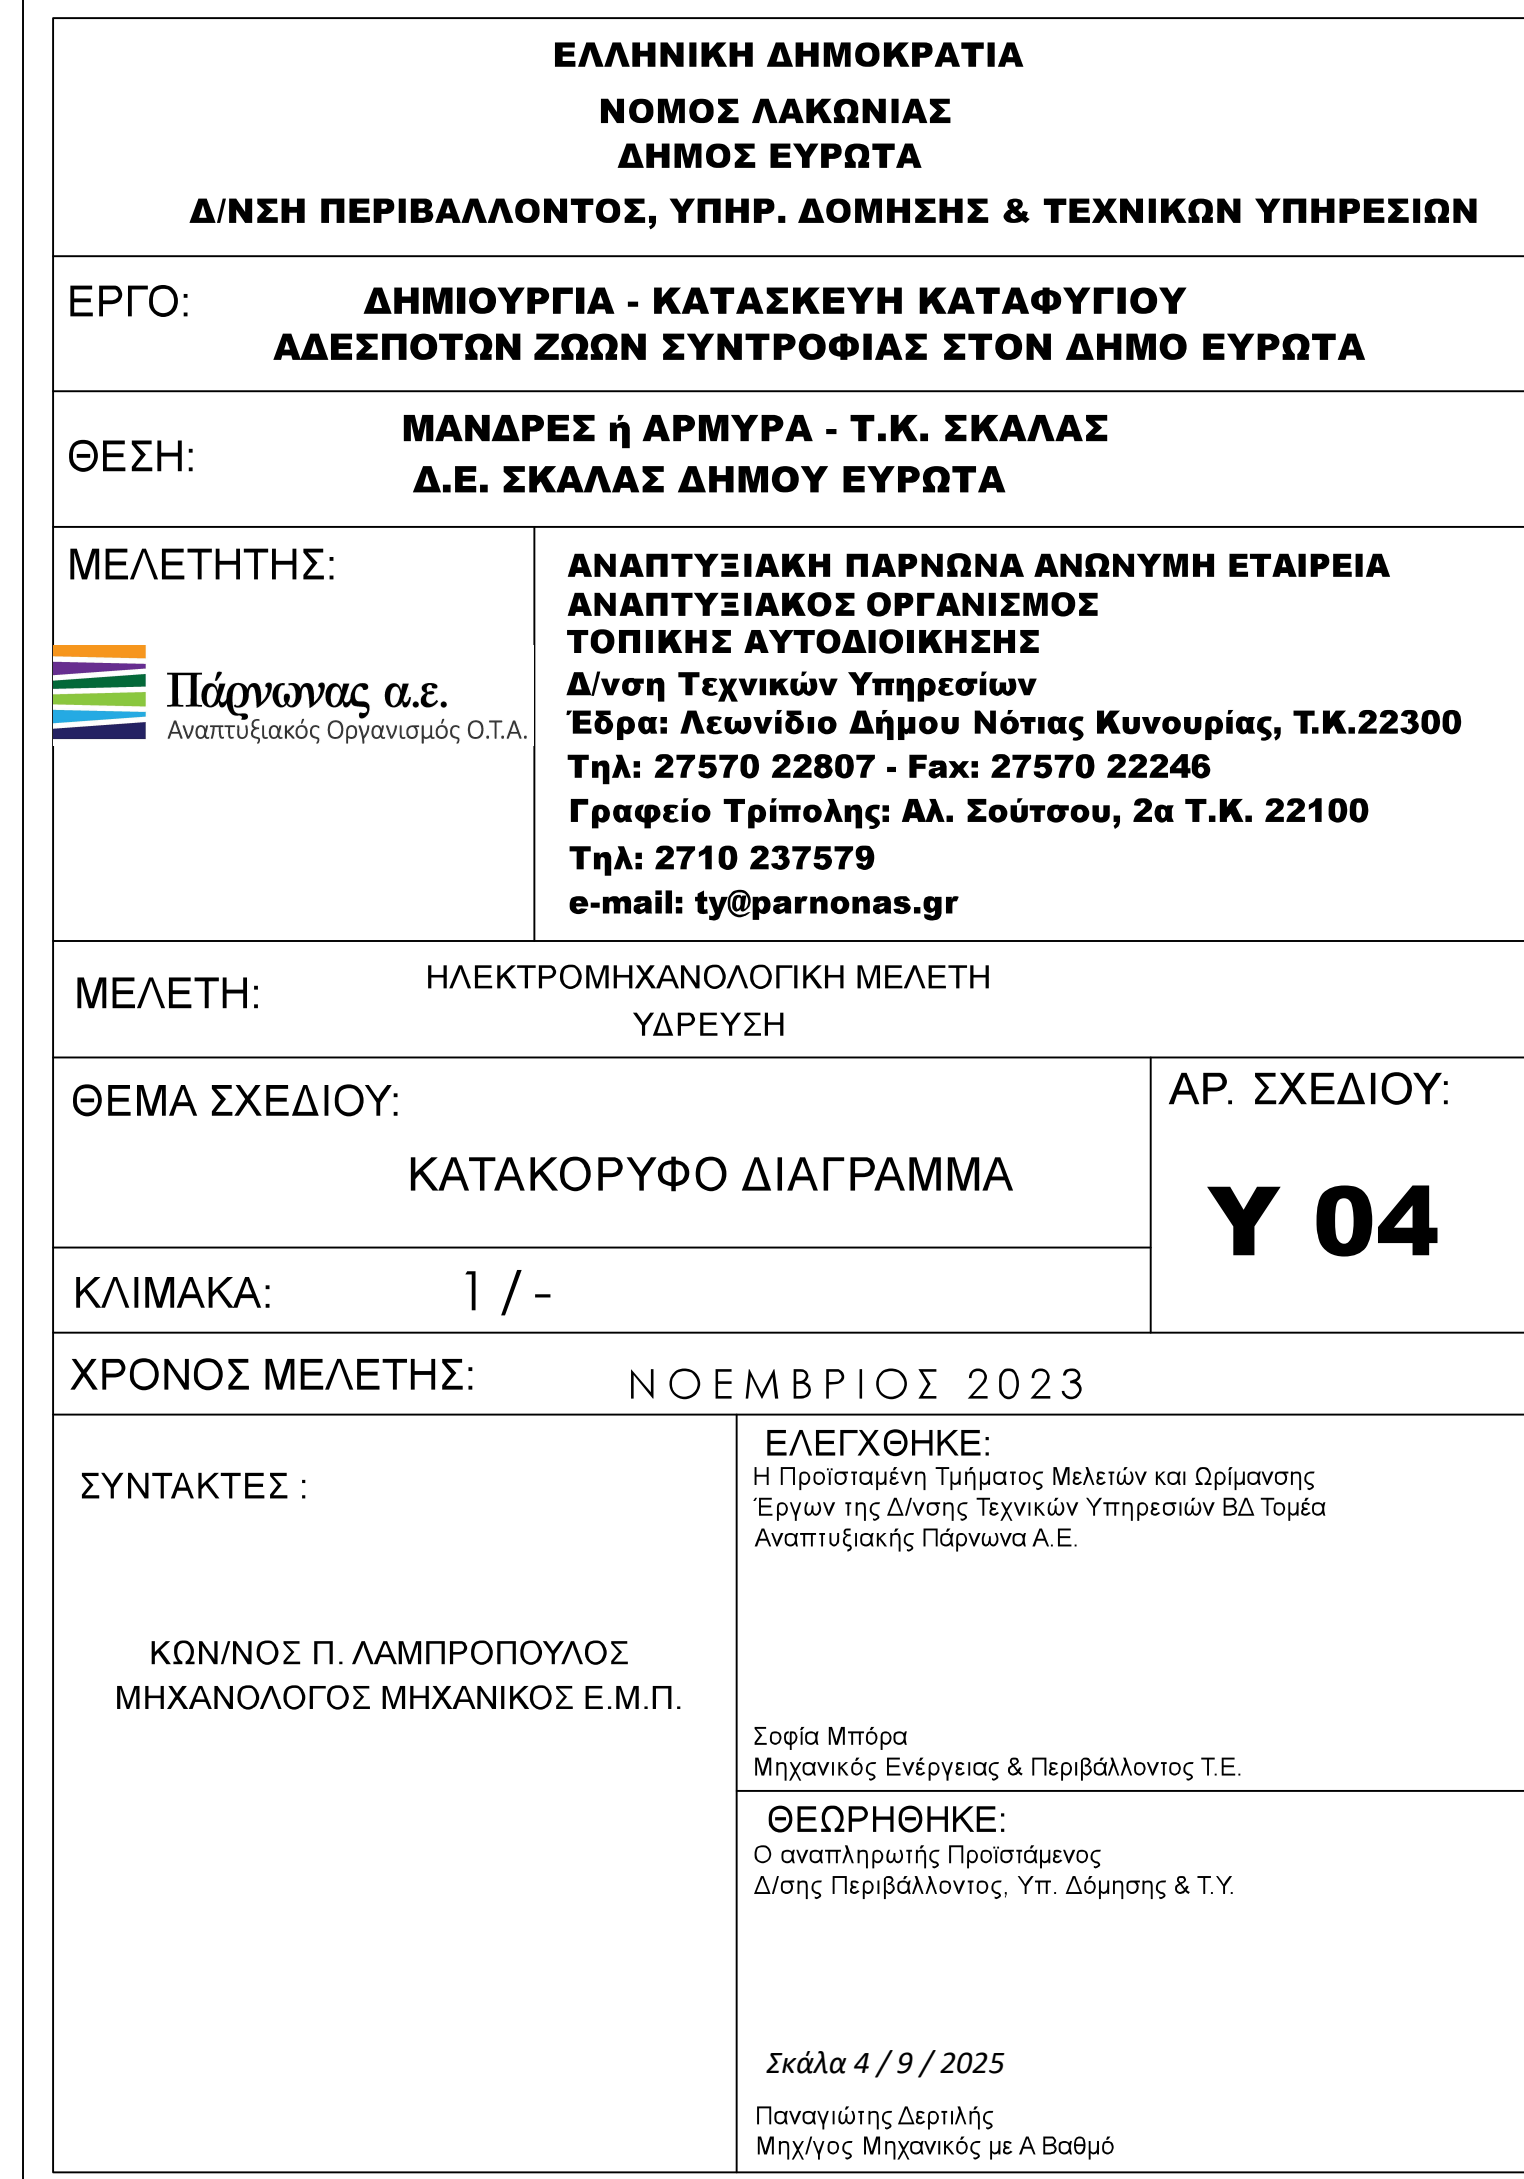 ΕΛΛΗΝΙΚΗ ΔΗΜΟΚΡΑΤΙΑ
ΝΟΜΟΣ ΛΑΚΩΝΙΑΣ
ΔΗΜΟΣ ΕΥΡΩΤΑ
Δ/ΝΣΗ ΠΕΡΙΒΑΛΛΟΝΤΟΣ, ΥΠΗΡ. ΔΟΜΗΣΗΣ & ΤΕΧΝΙΚΩΝ ΥΠΗΡΕΣΙΩΝ
ΕΡΓΟ: ΔΗΜΙΟΥΡΓΙΑ - ΚΑΤΑΣΚΕΥΗ ΚΑΤΑΦΥΓΙΟΥ
ΑΔΕΣΠΟΤΩΝ ΖΩΩΝ ΣΥΝΤΡΟΦΙΑΣ ΣΤΟΝ ΔΗΜΟ ΕΥΡΩΤΑ
ΘΕΣΗ: ΜΑΝΔΡΕΣ ή ΑΡΜΥΡΑ - Τ.Κ. ΣΚΑΛΑΣ
Δ.Ε. ΣΚΑΛΑΣ ΔΗΜΟΥ ΕΥΡΩΤΑ
ΜΕΛΕΤΗΤΗΣ:
Πάρνωνας α.ε.
Αναπτυξιακός Οργανισμός Ο.Τ.Α.
ΑΝΑΠΤΥΞΙΑΚΗ ΠΑΡΝΩΝΑ ΑΝΩΝΥΜΗ ΕΤΑΙΡΕΙΑ
ΑΝΑΠΤΥΞΙΑΚΟΣ ΟΡΓΑΝΙΣΜΟΣ
ΤΟΠΙΚΗΣ ΑΥΤΟΔΙΟΙΚΗΣΗΣ
Δ/νση Τεχνικών Υπηρεσίων
Έδρα: Λεωνίδιο Δήμου Νότιας Κυνουρίας, Τ.Κ.22300
Τηλ: 27570 22807 - Fax: 27570 22246
Γραφείο Τρίπολης: Αλ. Σούτσου, 2α Τ.Κ. 22100
Τηλ: 2710 237579
e-mail: ty@parnonas.gr
ΜΕΛΕΤΗ: ΗΛΕΚΤΡΟΜΗΧΑΝΟΛΟΓΙΚΗ ΜΕΛΕΤΗ
ΥΔΡΕΥΣΗ
ΘΕΜΑ ΣΧΕΔΙΟΥ:
ΚΑΤΑΚΟΡΥΦΟ ΔΙΑΓΡΑΜΜΑ
ΑΡ. ΣΧΕΔΙΟΥ:
Υ 04
ΚΛΙΜΑΚΑ: 1 / -
ΧΡΟΝΟΣ ΜΕΛΕΤΗΣ: ΝΟΕΜΒΡΙΟΣ 2023
ΣΥΝΤΑΚΤΕΣ :
ΚΩΝ/ΝΟΣ Π. ΛΑΜΠΡΟΠΟΥΛΟΣ
ΜΗΧΑΝΟΛΟΓΟΣ ΜΗΧΑΝΙΚΟΣ Ε.Μ.Π.
ΕΛΕΓΧΘΗΚΕ:
Η Προϊσταμένη Τμήματος Μελετών και Ωρίμανσης
Έργων της Δ/νσης Τεχνικών Υπηρεσιών ΒΔ Τομέα
Αναπτυξιακής Πάρνωνα Α.Ε.
Σοφία Μπόρα
Μηχανικός Ενέργειας & Περιβάλλοντος Τ.Ε.
ΘΕΩΡΗΘΗΚΕ:
Ο αναπληρωτής Προϊστάμενος
Δ/σης Περιβάλλοντος, Υπ. Δόμησης & Τ.Υ.
Σκάλα 4 / 9 / 2025
Παναγιώτης Δερτιλής
Μηχ/γος Μηχανικός με Α Βαθμό